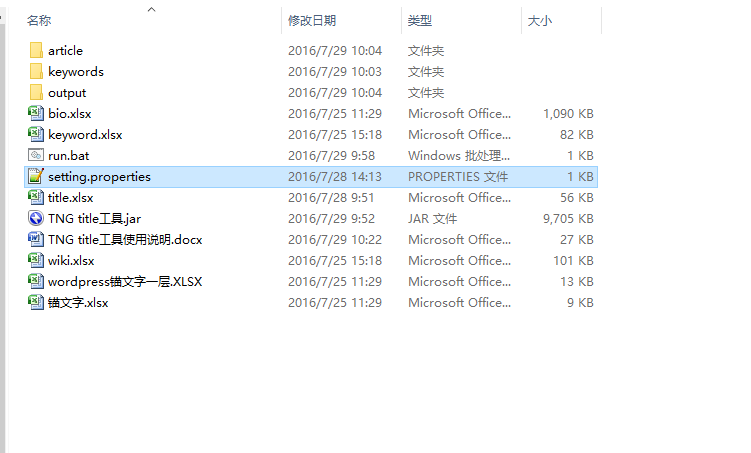 名称 修改日期 类型 大小
article 2016/7/29 10:04 文件夹
keywords 2016/7/29 10:03 文件夹
output 2016/7/29 10:04 文件夹
bio.xlsx 2016/7/25 11:29 Microsoft Office... 1,090 KB
keyword.xlsx 2016/7/25 15:18 Microsoft Office... 82 KB
run.bat 2016/7/29 9:58 Windows 批处理... 1 KB
setting.properties 2016/7/28 14:13 PROPERTIES 文件 1 KB
title.xlsx 2016/7/28 9:51 Microsoft Office... 56 KB
TNG title工具.jar 2016/7/29 9:52 JAR 文件 9,705 KB
TNG title工具使用说明.docx 2016/7/29 10:22 Microsoft Office... 27 KB
wiki.xlsx 2016/7/25 15:18 Microsoft Office... 101 KB
wordpress锚文字一层.XLSX 2016/7/25 11:29 Microsoft Office... 13 KB
锚文字.xlsx 2016/7/25 11:29 Microsoft Office... 9 KB